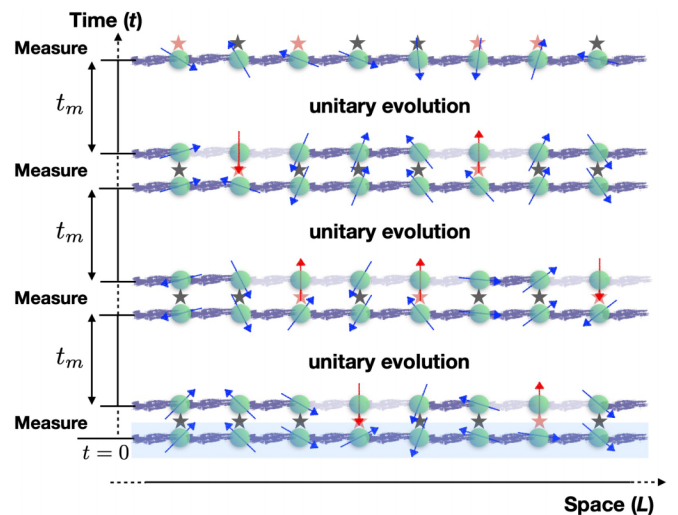 Time (t)
Measure
t_m
unitary evolution
Measure
t_m
unitary evolution
Measure
t_m
unitary evolution
Measure
t = 0
Space (L)